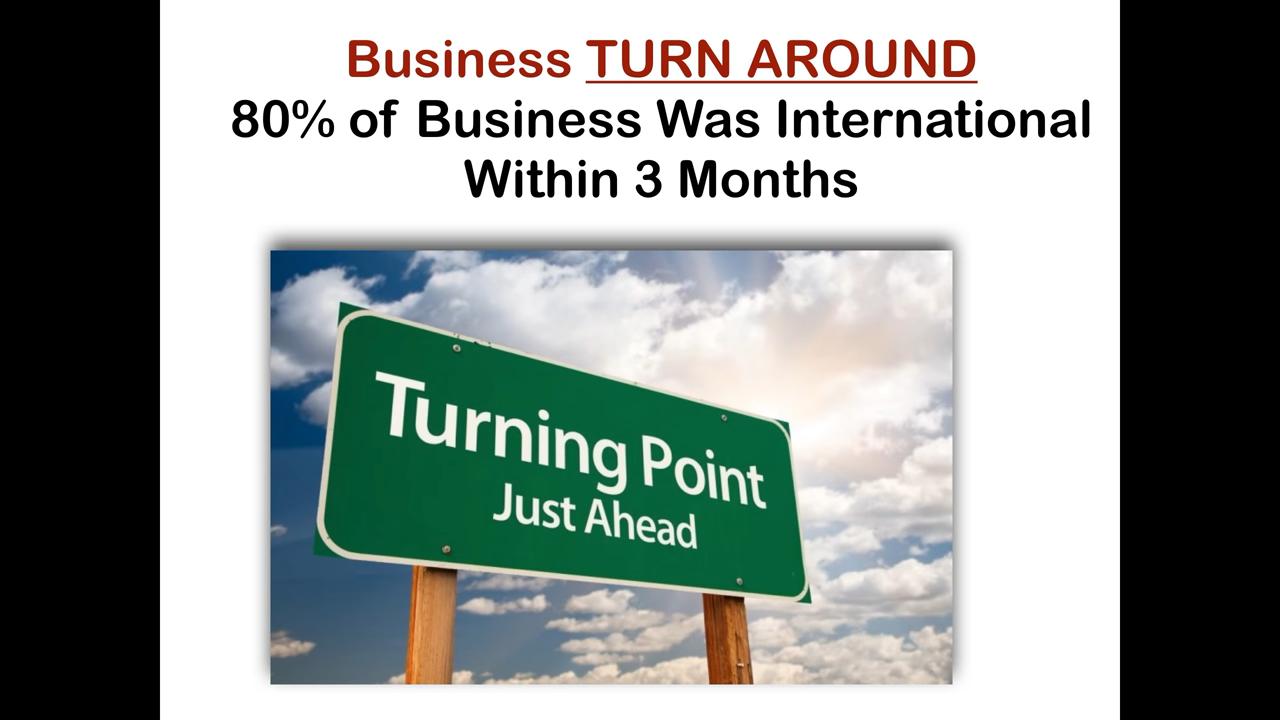 Business TURN AROUND
80% of Business Was International
Within 3 Months
Turning Point
Just Ahead